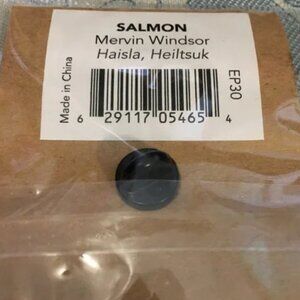 SALMON
Mervin Windsor
Haisla, Heiltsuk
Made in China
EP30
6 29117 05465 4